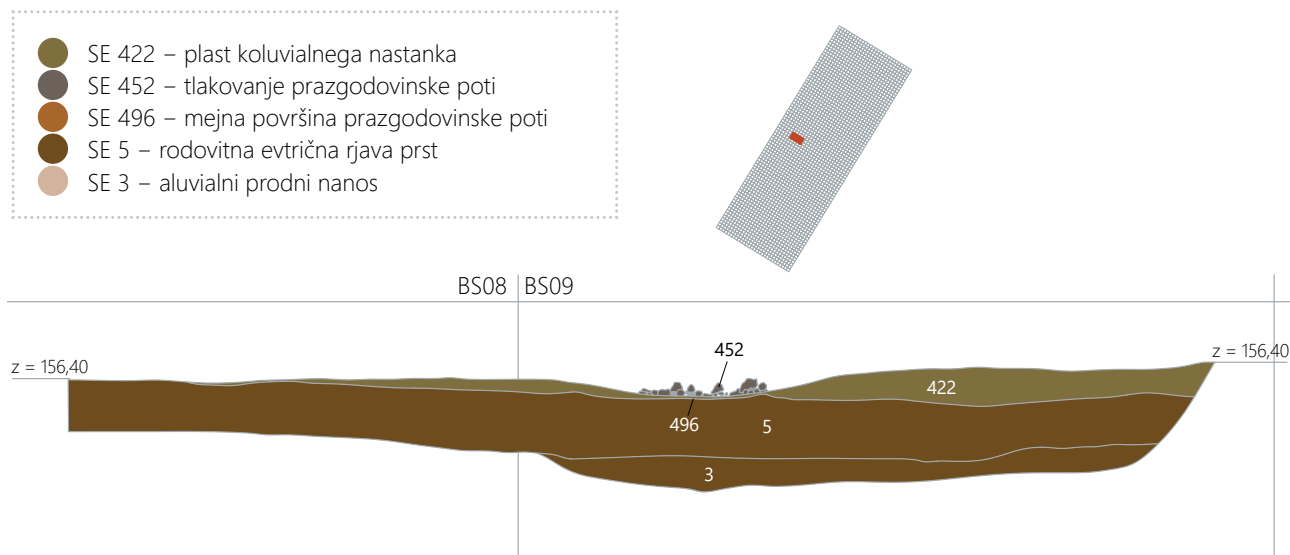 SE 422 – plast koluvialnega nastanka
SE 452 – tlakovanje prazgodovinske poti
SE 496 – mejna površina prazgodovinske poti
SE 5 – rodovitna evtrična rjava prst
SE 3 – aluvialni prodni nanos
BS08 BS09
z = 156,40
452
z = 156,40
422
496
5
3